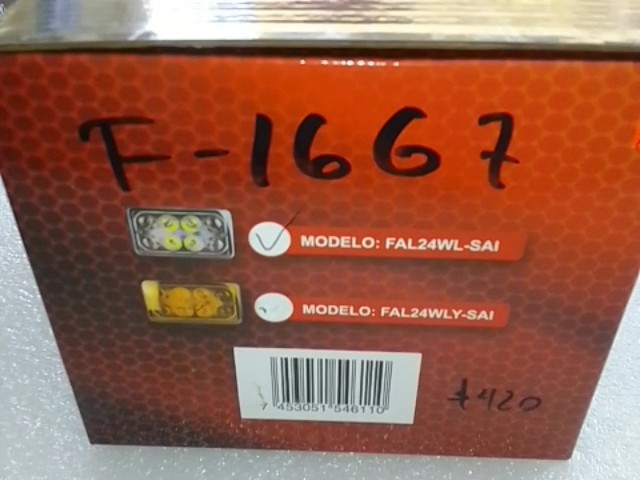 F-1667
MODELO: FAL24WL-SAI
MODELO: FAL24WLY-SAI
7 453051 546110
420